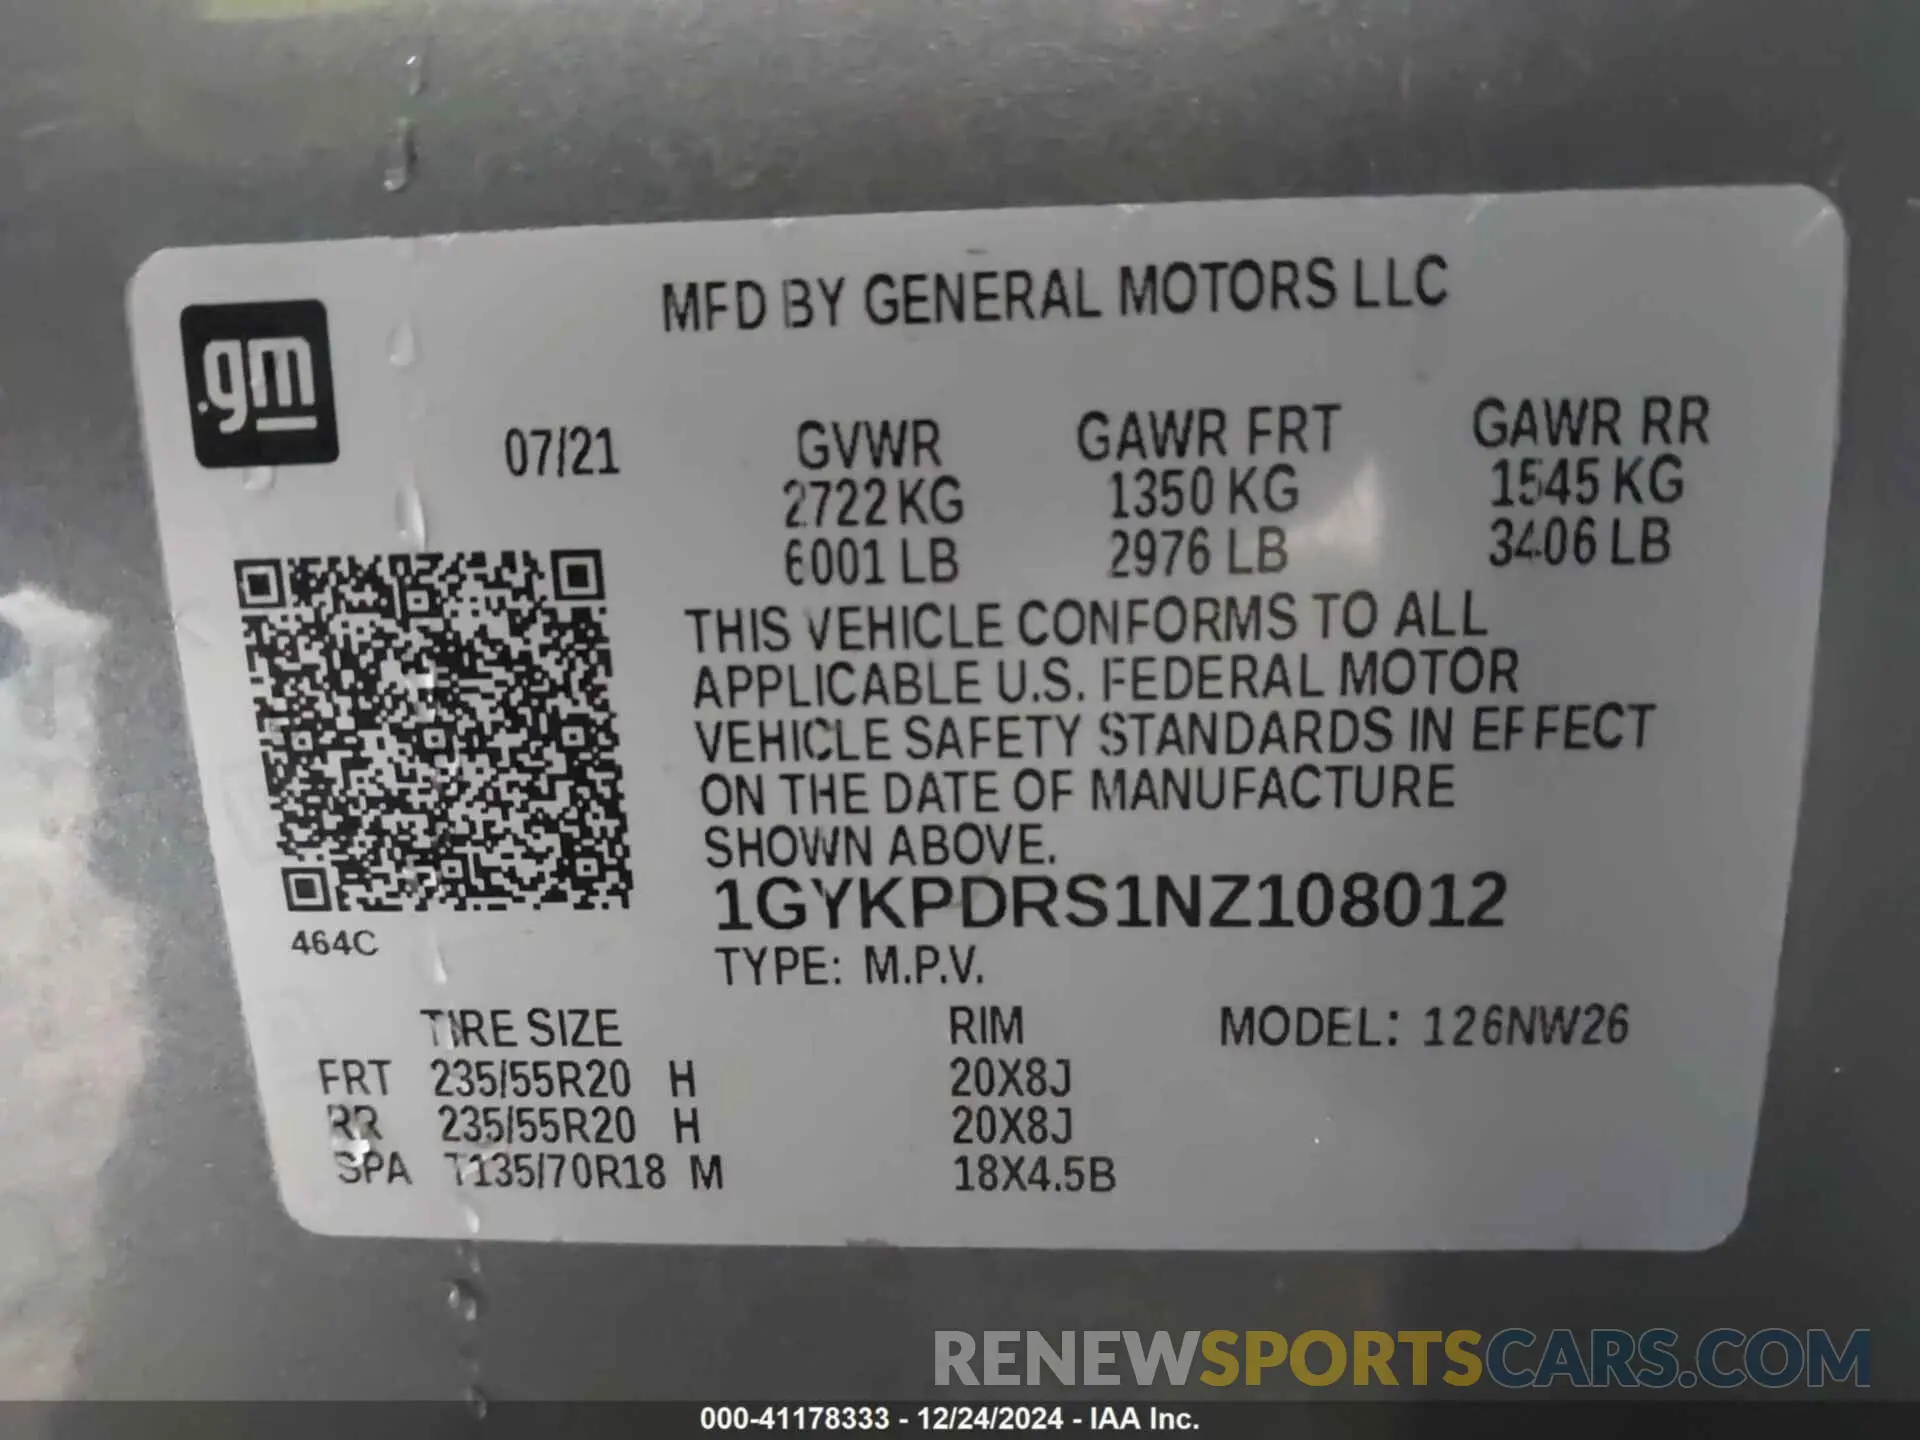 MFD BY GENERAL MOTORS LLC
gm
07/21 GVWR GAWR FRT GAWR RR
2722 KG 1350 KG 1545 KG
6001 LB 2976 LB 3406 LB
THIS VEHICLE CONFORMS TO ALL
APPLICABLE U.S. FEDERAL MOTOR
VEHICLE SAFETY STANDARDS IN EFFECT
ON THE DATE OF MANUFACTURE
SHOWN ABOVE.
1GYKPDRS1NZ108012
464C
TYPE: M.P.V.
TIRE SIZE RIM MODEL: 126NW26
FRT 235/55R20 H 20X8J
RR 235/55R20 H 20X8J
SPA T135/70R18 M 18X4.5B
RENEWSPORTSCARS.COM
000-41178333 - 12/24/2024 - IAA Inc.